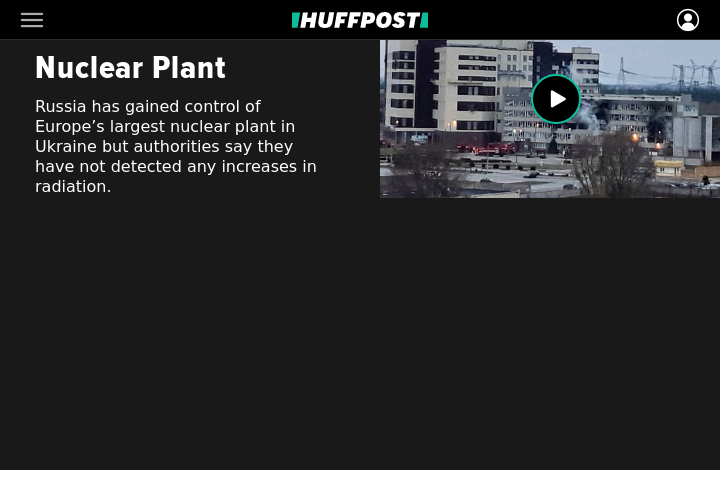 HUFFPOST
Nuclear Plant
Russia has gained control of
Europe’s largest nuclear plant in
Ukraine but authorities say they
have not detected any increases in
radiation.